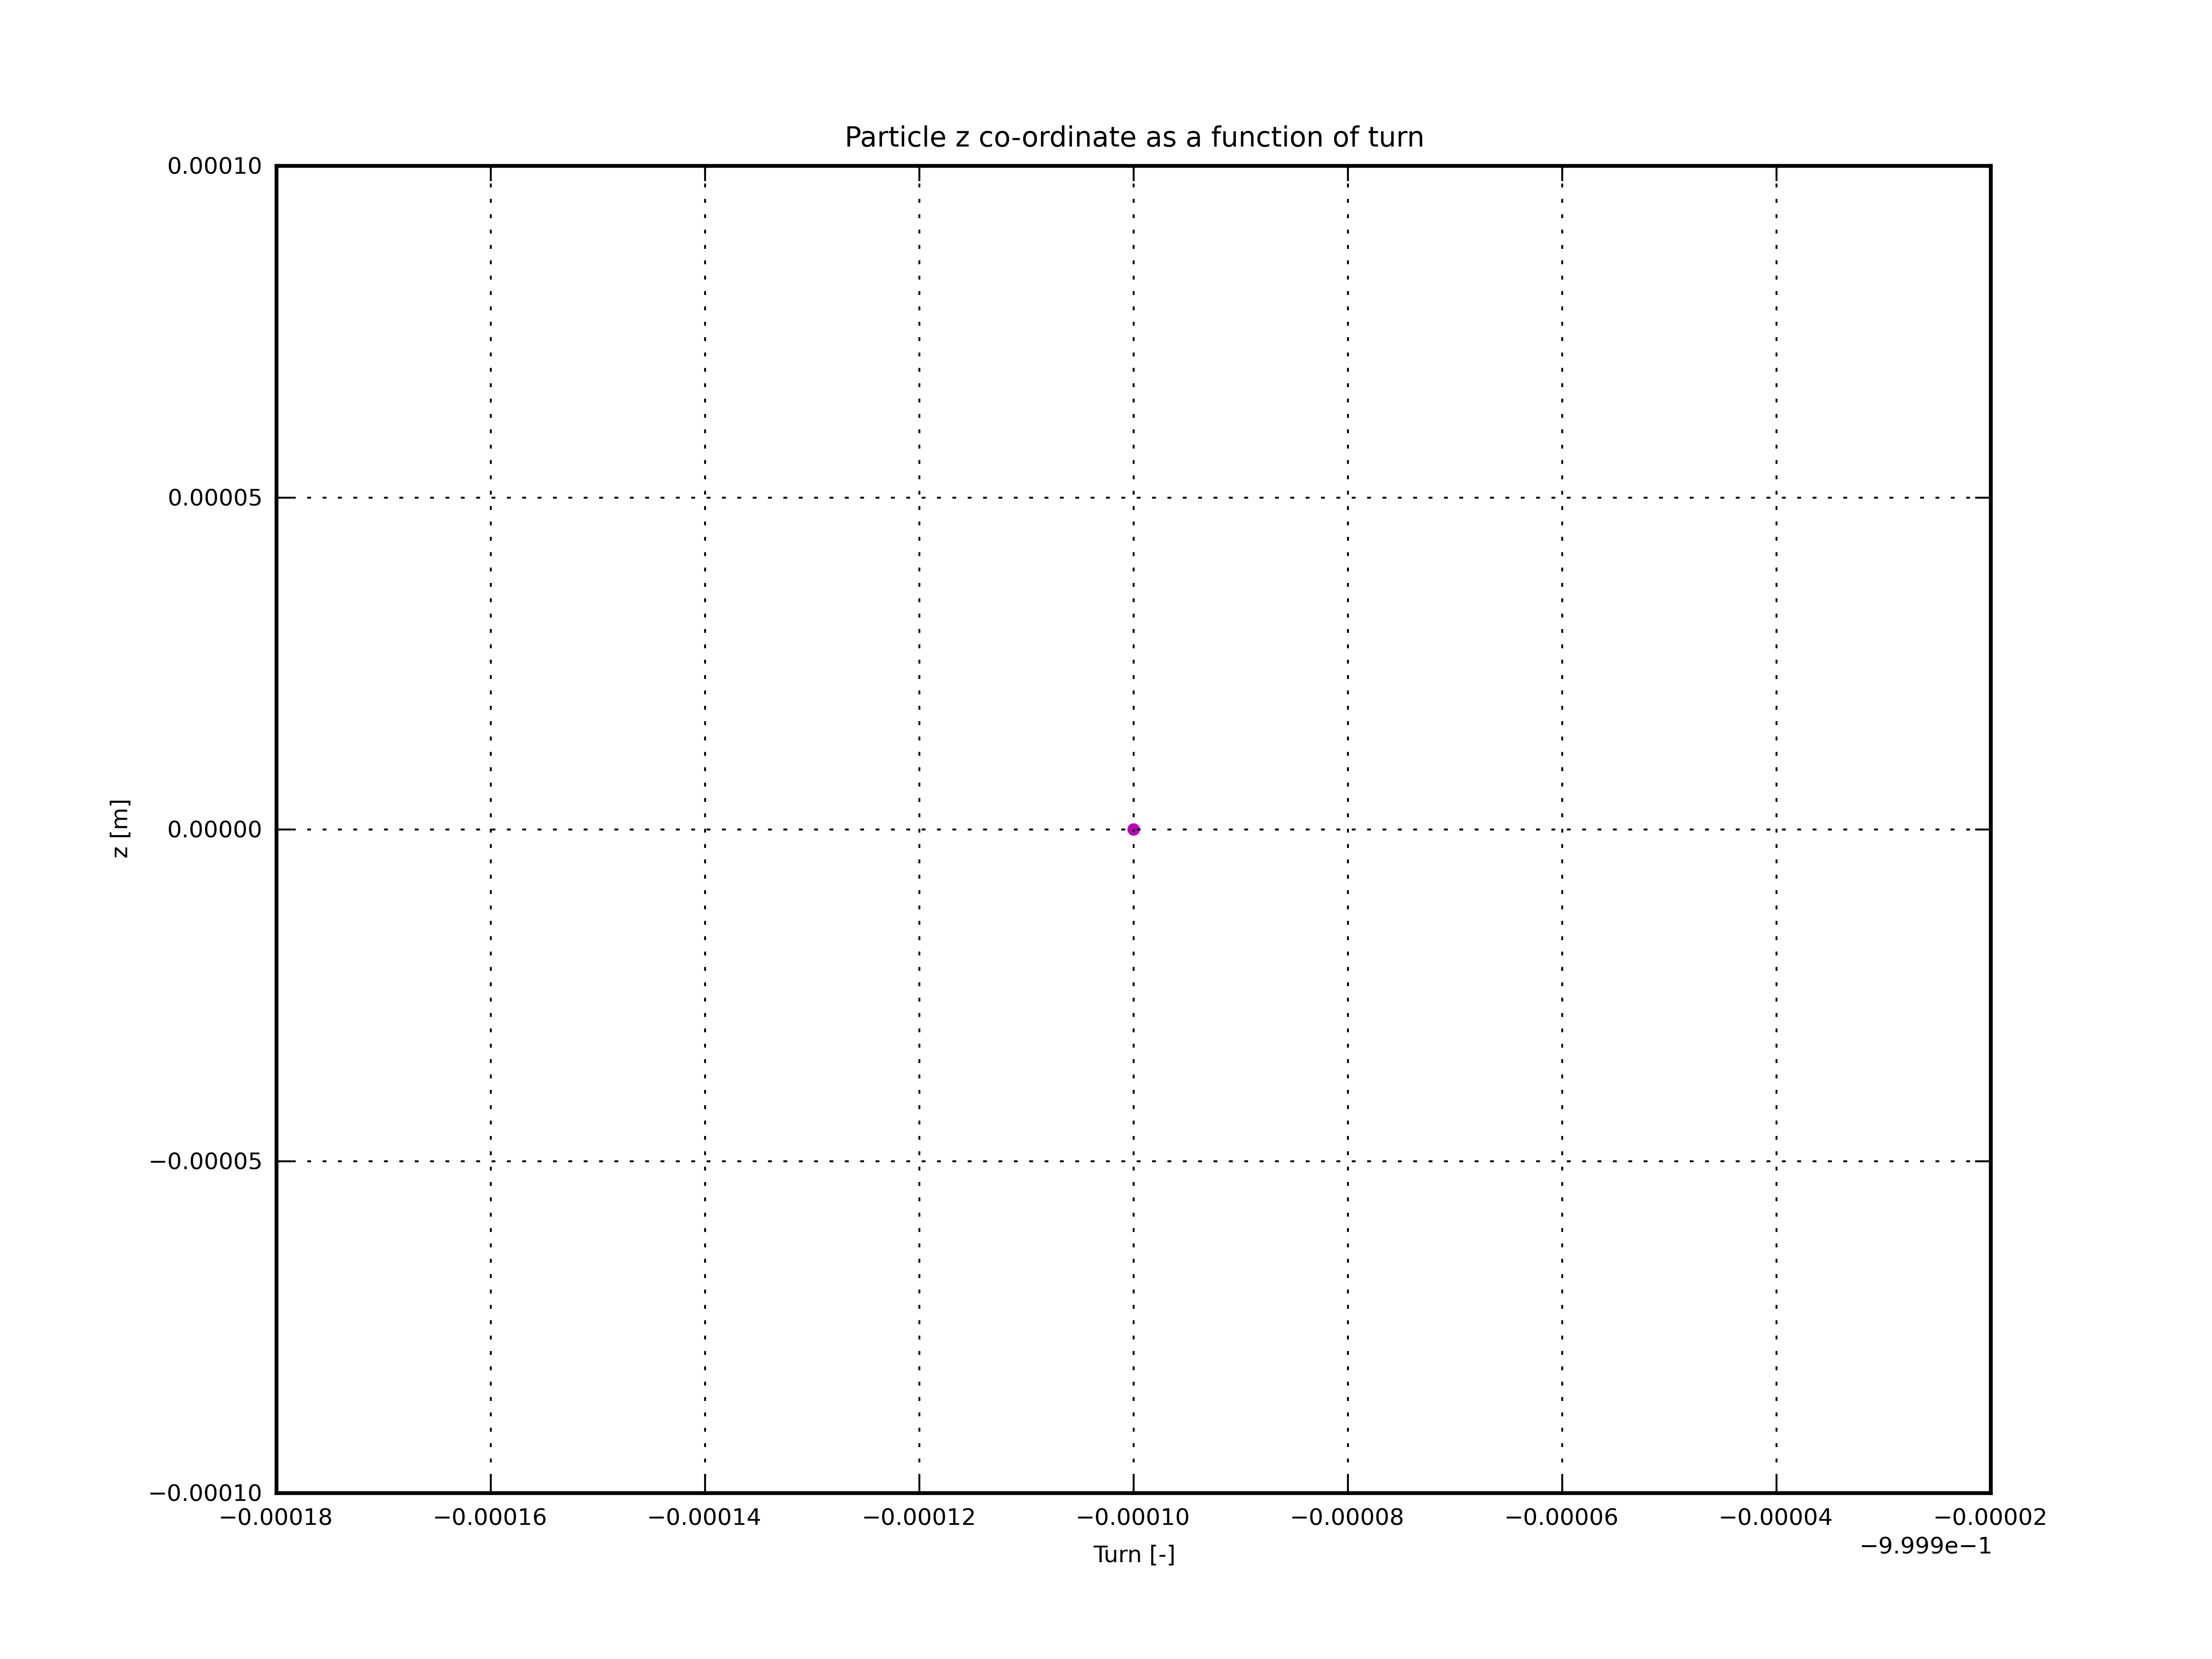 Particle z co-ordinate as a function of turn
0.00010
0.00005
0.00000
−0.00005
−0.00010
z [m]
−0.00018 −0.00016 −0.00014 −0.00012 −0.00010 −0.00008 −0.00006 −0.00004 −0.00002
−9.999e−1
Turn [-]